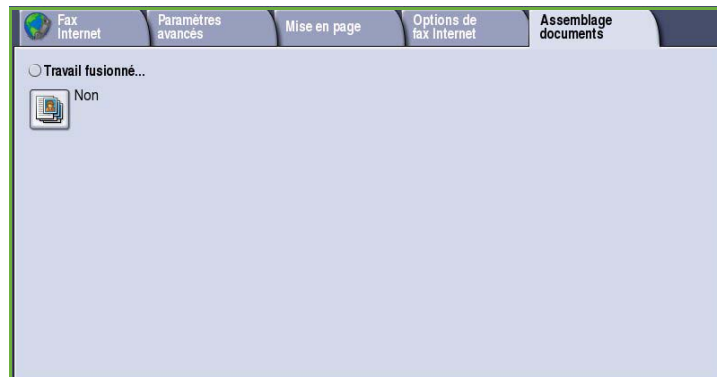 Fax
Internet
Paramètres
avancés
Mise en page
Options de
fax Internet
Assemblage
documents
Travail fusionné...
Non